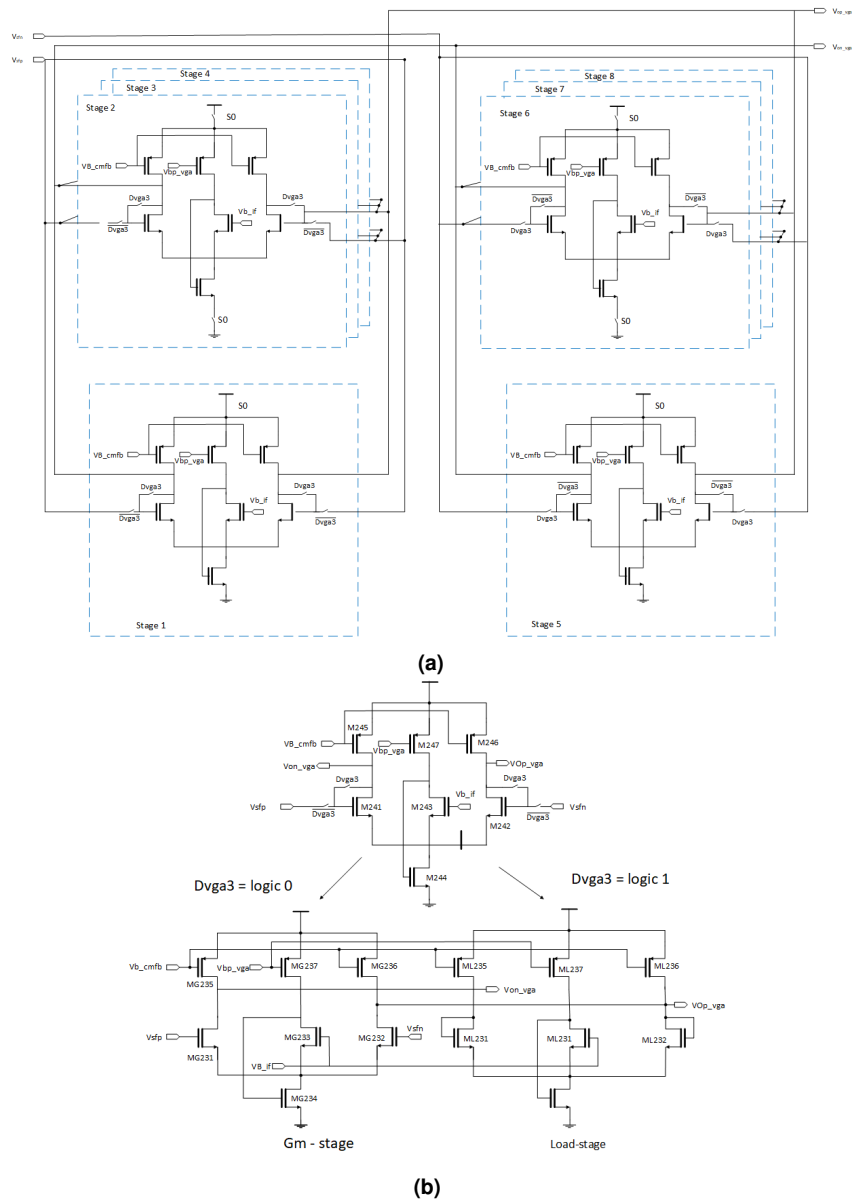 Vop_vga
Vifn
Von_vga
Vifp
Stage 4
Stage 3
Stage 2
S0
VB_cmfb
Vbp_vga
Dvga3
Vb_if
Dvga3
Dvga3
Dvga3
S0
Stage 8
Stage 7
Stage 6
S0
VB_cmfb
Vbp_vga
Dvga3
Vb_if
Dvga3
Dvga3
Dvga3
S0
S0
VB_cmfb
Vbp_vga
Dvga3
Dvga3
Vb_if
Dvga3
Dvga3
Stage 1
S0
VB_cmfb
Vbp_vga
Dvga3
Dvga3
Vb_if
Dvga3
Dvga3
Stage 5
(a)
M245
VB_cmfb
Vbp_vga
M247
M246
Von_vga
VOp_vga
Dvga3
Dvga3
Vb_if
Vsfp
Dvga3
M241
M243
M242
Dvga3
Vsfn
M244
Dvga3 = logic 0
Dvga3 = logic 1
Vb_cmfb
Vbp_vga
MG235
MG237
MG236
ML235
ML237
ML236
Von_vga
VOp_vga
Vsfp
MG231
MG233
MG232
Vsfn
ML231
ML231
ML232
VB_if
MG234
Gm - stage
Load-stage
(b)